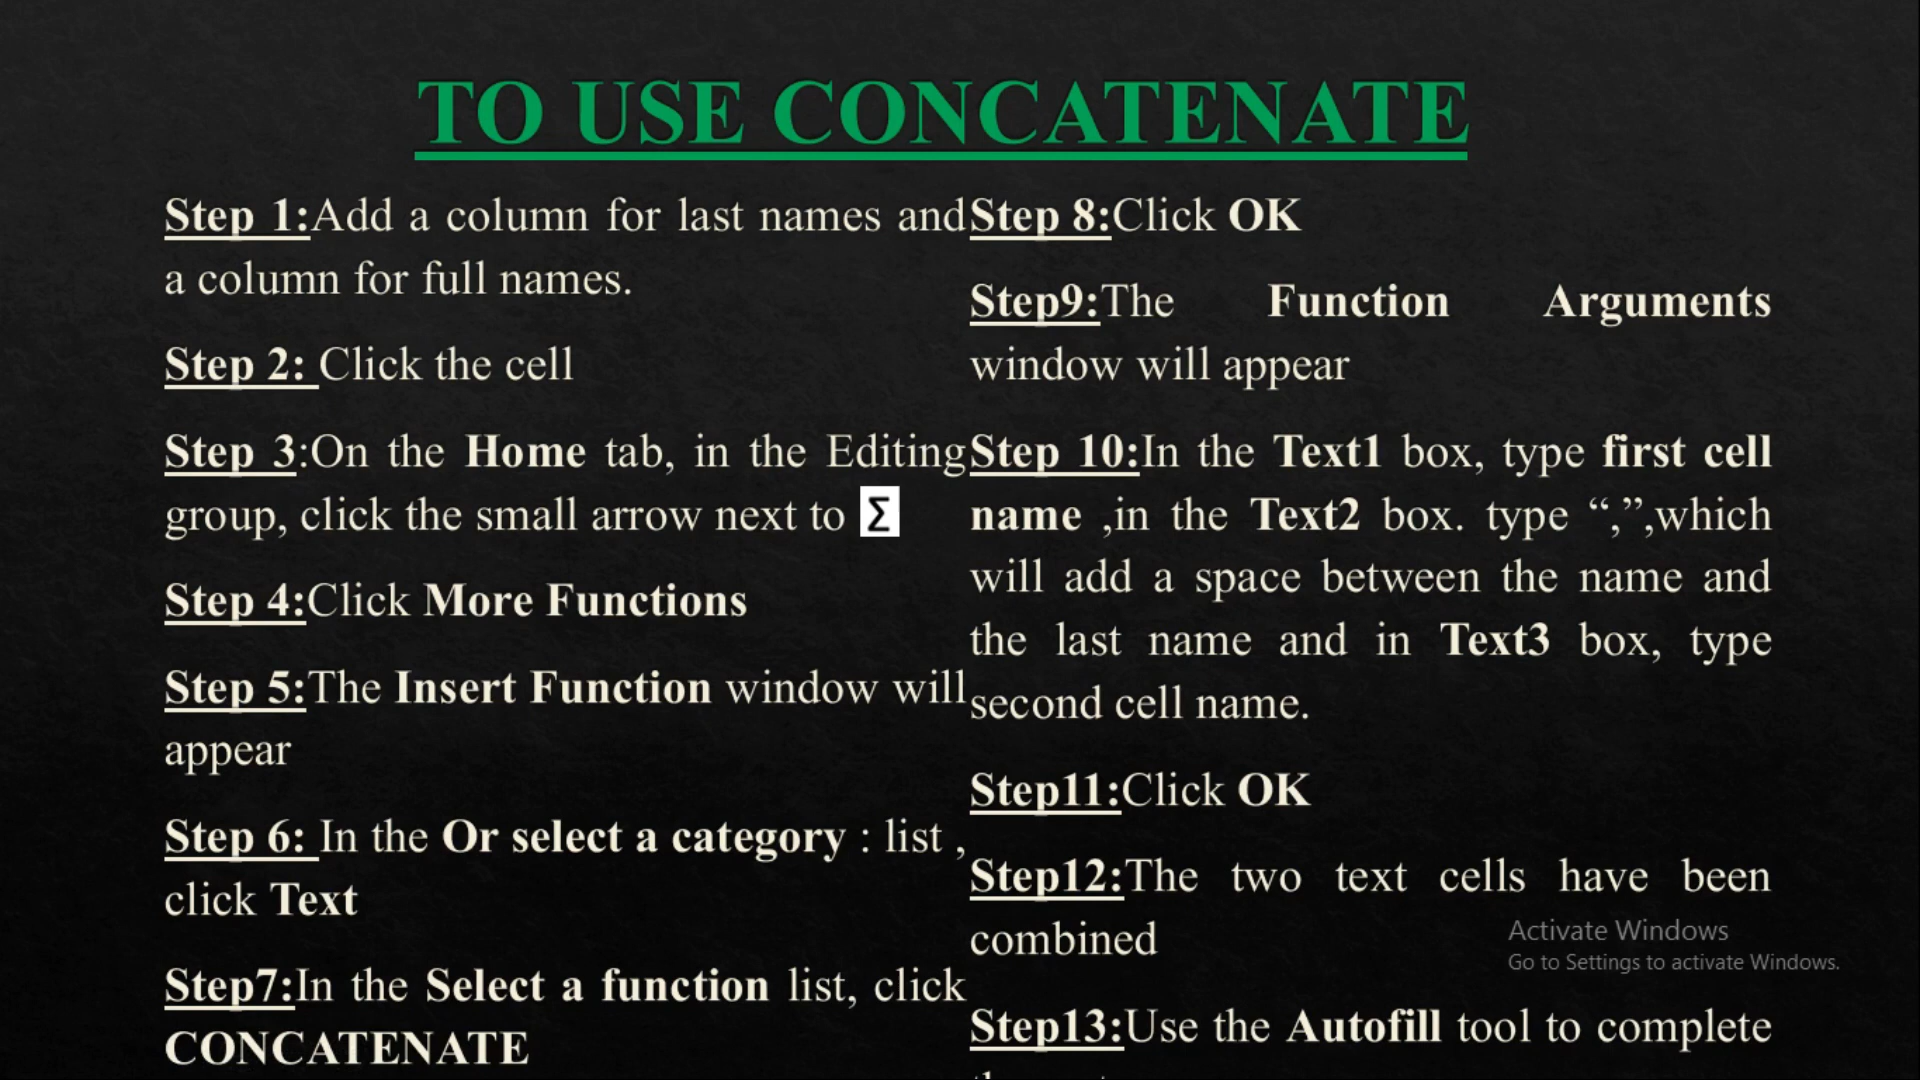 TO USE CONCATENATE
Step 1:Add a column for last names and
a column for full names.
Step 2: Click the cell
Step 3:On the Home tab, in the Editing
group, click the small arrow next to Σ
Step 4:Click More Functions
Step 5:The Insert Function window will
appear
Step 6: In the Or select a category : list ,
click Text
Step7:In the Select a function list, click
CONCATENATE
Step 8:Click OK
Step9:The Function Arguments
window will appear
Step 10:In the Text1 box, type first cell
name ,in the Text2 box. type “,”,which
will add a space between the name and
the last name and in Text3 box, type
second cell name.
Step11:Click OK
Step12:The two text cells have been
combined
Step13:Use the Autofill tool to complete
Activate Windows
Go to Settings to activate Windows.